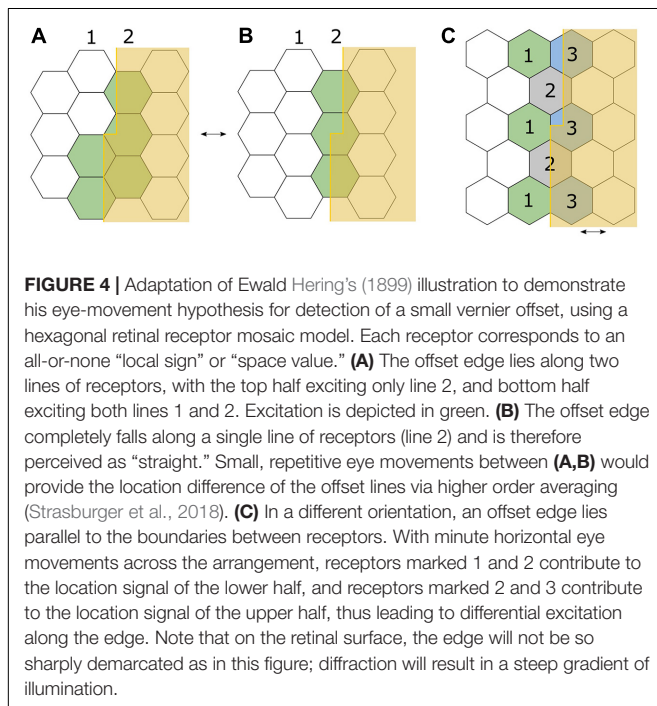 A 1 2
B 1 2
C
1 3
2
1 3
2
1 3
FIGURE 4 | Adaptation of Ewald Hering's (1899) illustration to demonstrate
his eye-movement hypothesis for detection of a small vernier offset, using a
hexagonal retinal receptor mosaic model. Each receptor corresponds to an
all-or-none “local sign” or “space value.” (A) The offset edge lies along two
lines of receptors, with the top half exciting only line 2, and bottom half
exciting both lines 1 and 2. Excitation is depicted in green. (B) The offset edge
completely falls along a single line of receptors (line 2) and is therefore
perceived as “straight.” Small, repetitive eye movements between (A,B) would
provide the location difference of the offset lines via higher order averaging
(Strasburger et al., 2018). (C) In a different orientation, an offset edge lies
parallel to the boundaries between receptors. With minute horizontal eye
movements across the arrangement, receptors marked 1 and 2 contribute to
the location signal of the lower half, and receptors marked 2 and 3 contribute
to the location signal of the upper half, thus leading to differential excitation
along the edge. Note that on the retinal surface, the edge will not be so
sharply demarcated as in this figure; diffraction will result in a steep gradient of
illumination.